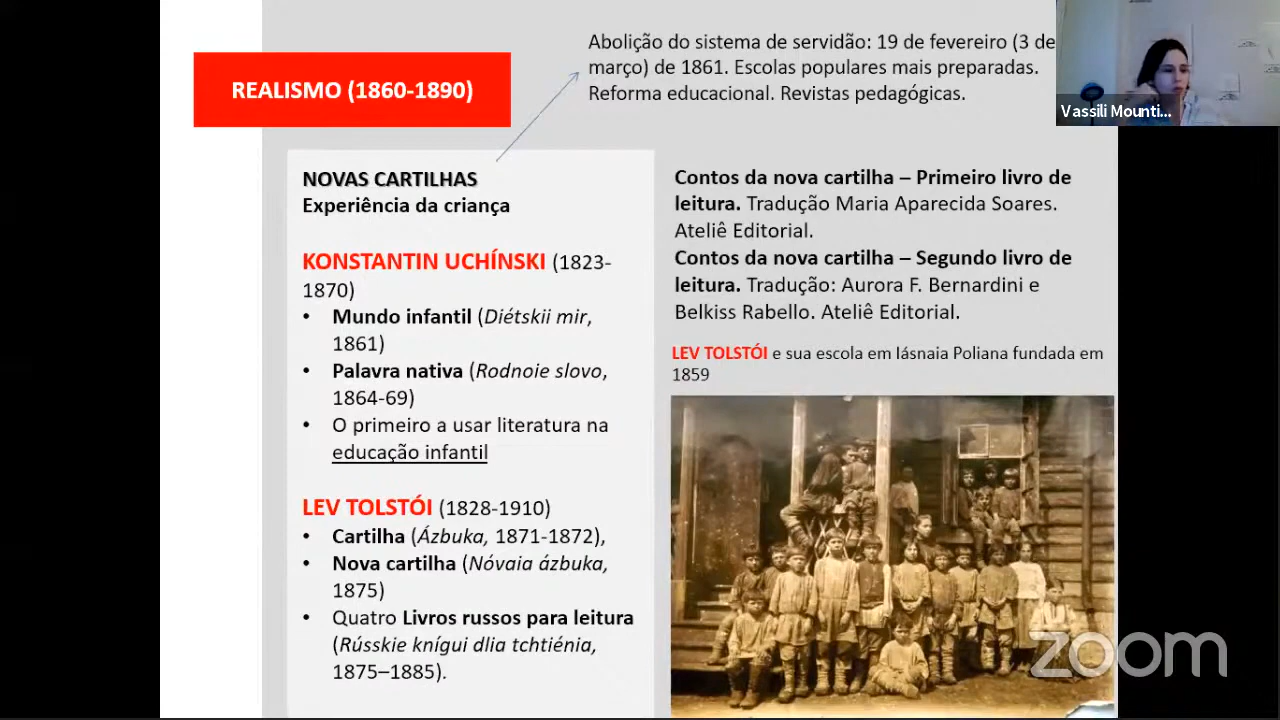 REALISMO (1860-1890)
Abolição do sistema de servidão: 19 de fevereiro (3 de
março) de 1861. Escolas populares mais preparadas.
Reforma educacional. Revistas pedagógicas.
Vassili Mounti...
NOVAS CARTILHAS
Experiência da criança
KONSTANTIN UCHÍNSKI (1823-
1870)
• Mundo infantil (Diétskii mir,
1861)
• Palavra nativa (Rodnoie slovo,
1864-69)
• O primeiro a usar literatura na
educação infantil
LEV TOLSTÓI (1828-1910)
• Cartilha (Ázbuka, 1871-1872),
• Nova cartilha (Nóvaia ázbuka,
1875)
• Quatro Livros russos para leitura
(Rússkie knígui dlia tchtiénia,
1875–1885).
Contos da nova cartilha – Primeiro livro de
leitura. Tradução Maria Aparecida Soares.
Ateliê Editorial.
Contos da nova cartilha – Segundo livro de
leitura. Tradução: Aurora F. Bernardini e
Belkiss Rabello. Ateliê Editorial.
LEV TOLSTÓI e sua escola em Iásnaia Poliana fundada em
1859
zoom